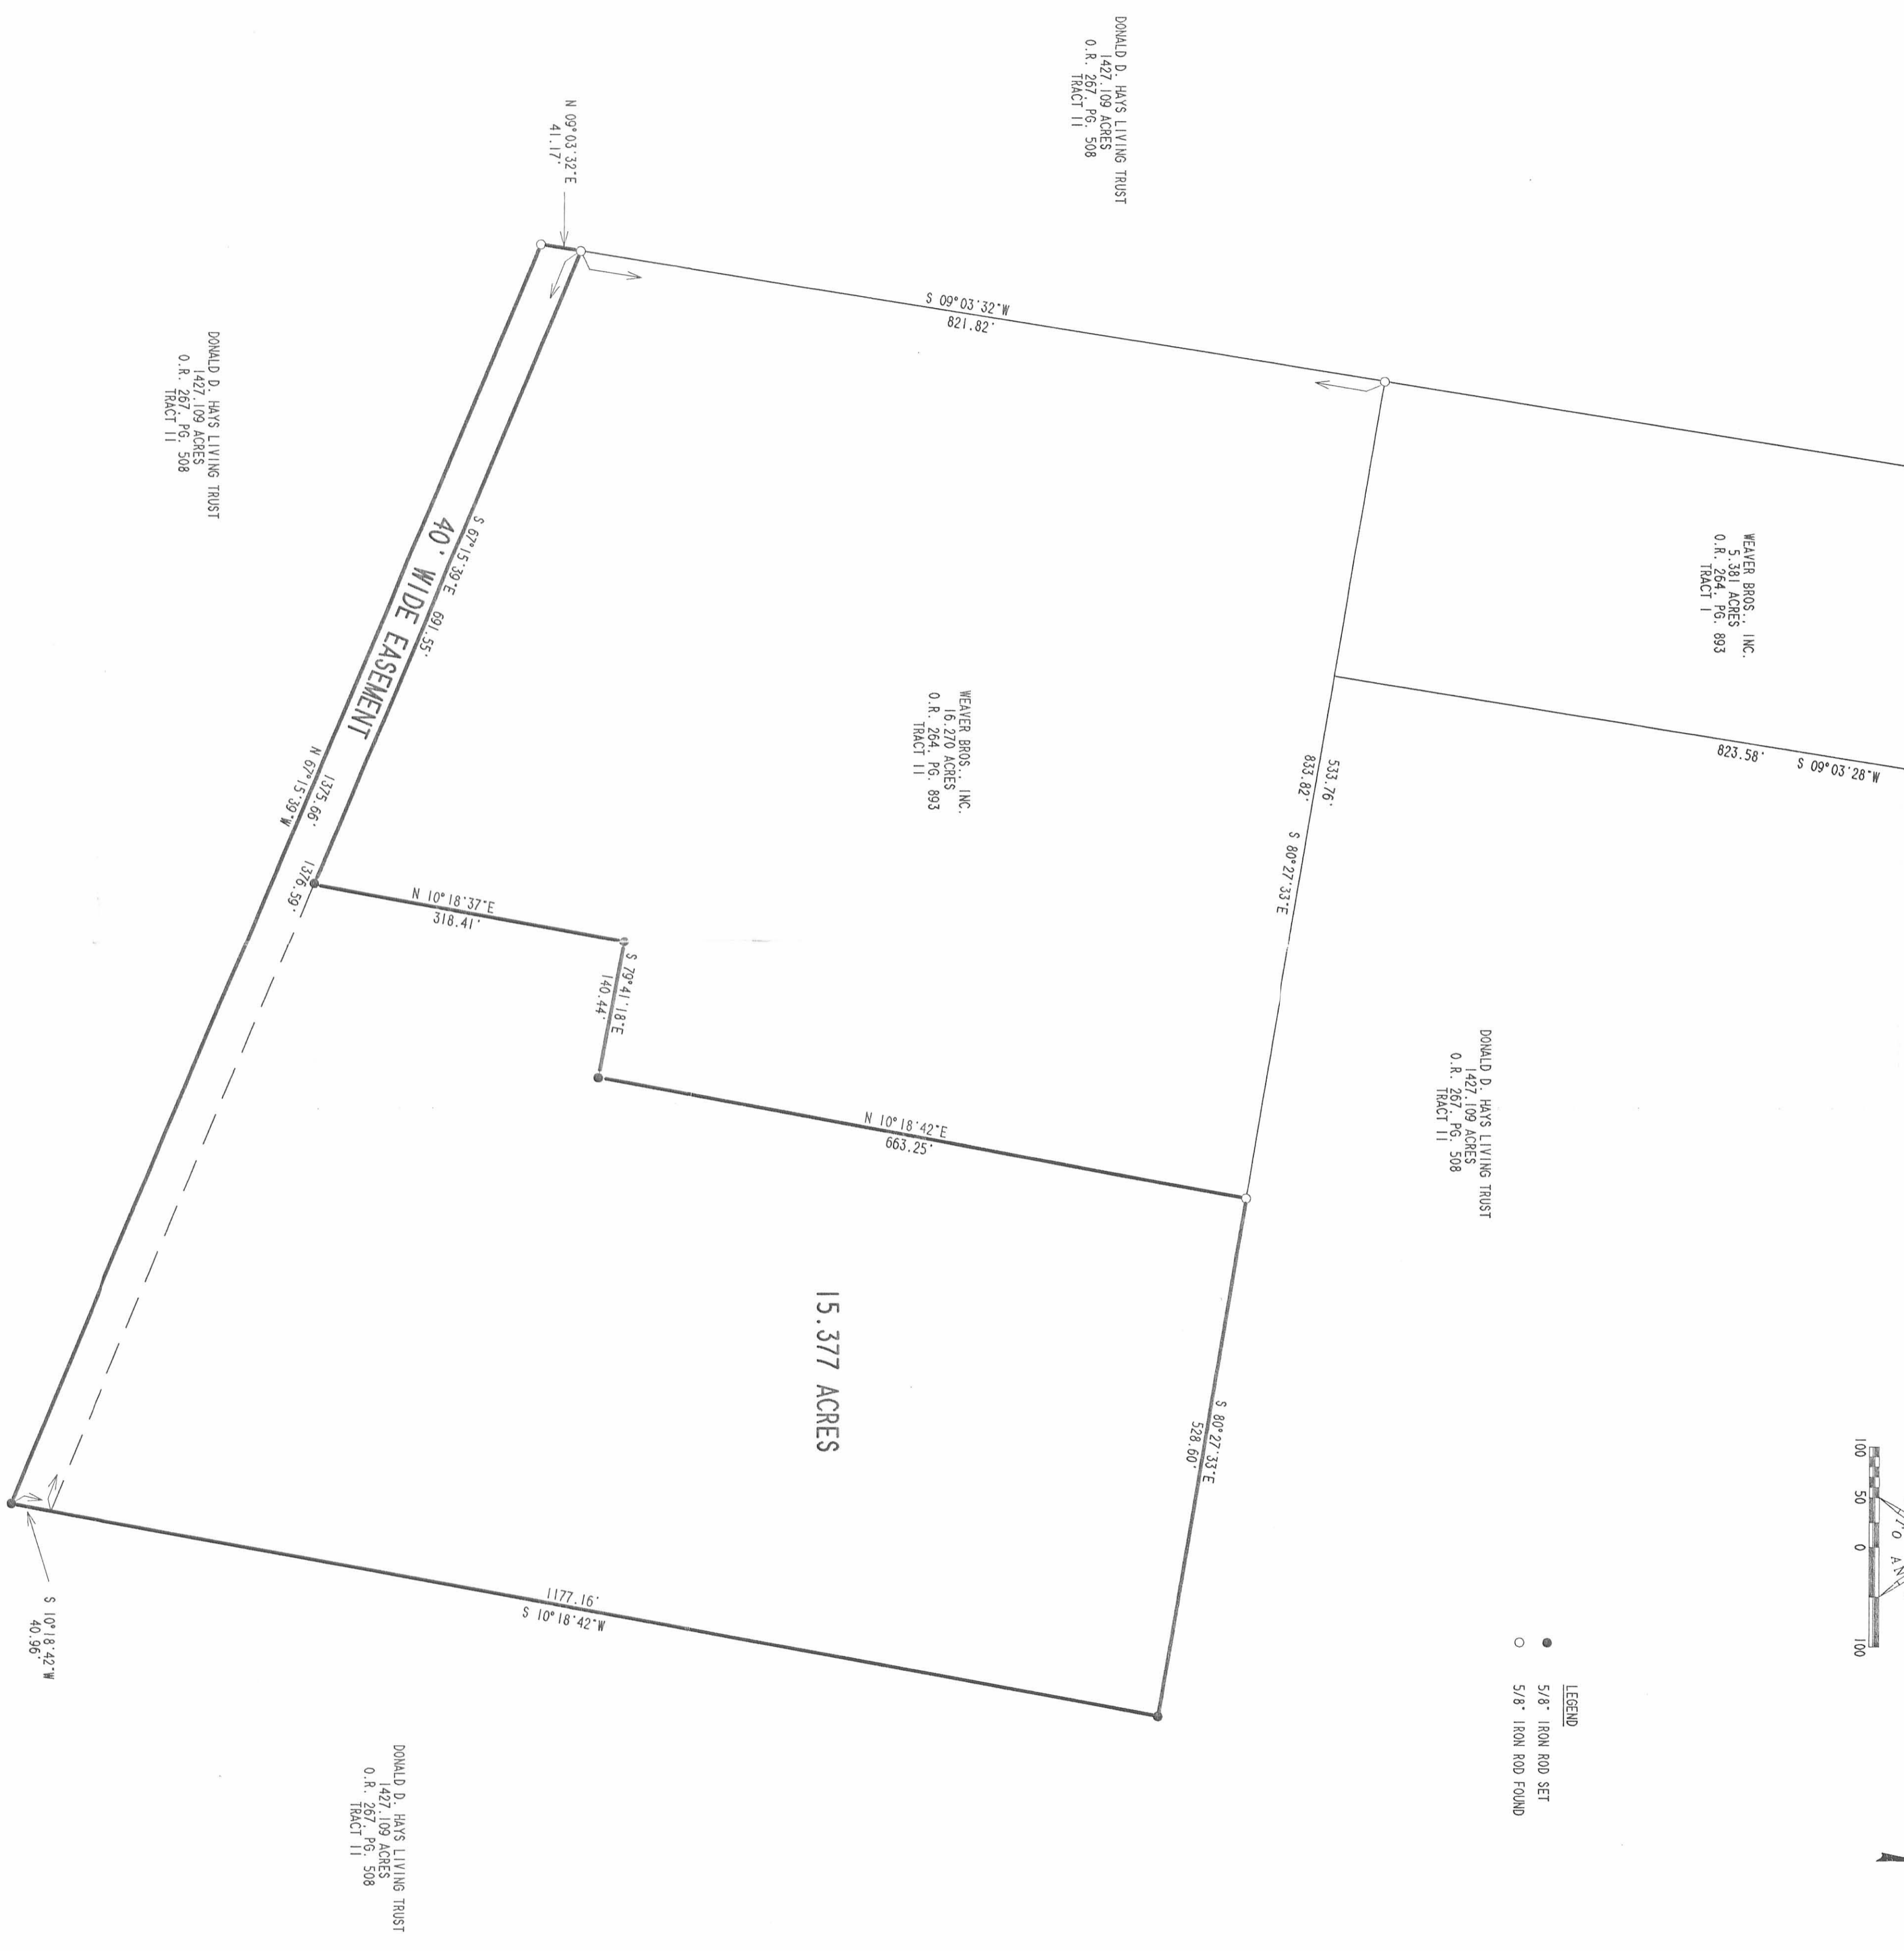 WEAVER BROS., INC.
5.381 ACRES
O.R. 264, PG. 893
TRACT I
823.58'
S 09°03'28"W
100
50
0
100
TO AN
LEGEND
5/8" IRON ROD SET
5/8" IRON ROD FOUND
DONALD D. HAYS LIVING TRUST
1427.109 ACRES
O.R. 267, PG. 508
TRACT II
533.76'
833.82'
S 80°27'33"E
DONALD D. HAYS LIVING TRUST
1427.109 ACRES
O.R. 267, PG. 508
TRACT II
S 80°27'33"E
528.60'
S 09°03'32"W
821.82'
WEAVER BROS., INC.
16.270 ACRES
O.R. 264, PG. 893
TRACT II
N 10°18'42"E
663.25'
15.377 ACRES
N 09°03'32"E
41.17'
S 79°41'18"E
140.44'
N 10°18'37"E
318.41'
1177.16'
S 10°18'42"W
S 67°15'39"E 691.55'
40' WIDE EASEMENT
1375.66'
N 67°15'39"W
1376.59'
DONALD D. HAYS LIVING TRUST
1427.109 ACRES
O.R. 267, PG. 508
TRACT II
DONALD D. HAYS LIVING TRUST
1427.109 ACRES
O.R. 267, PG. 508
TRACT II
S 10°18'42"W
40.96'